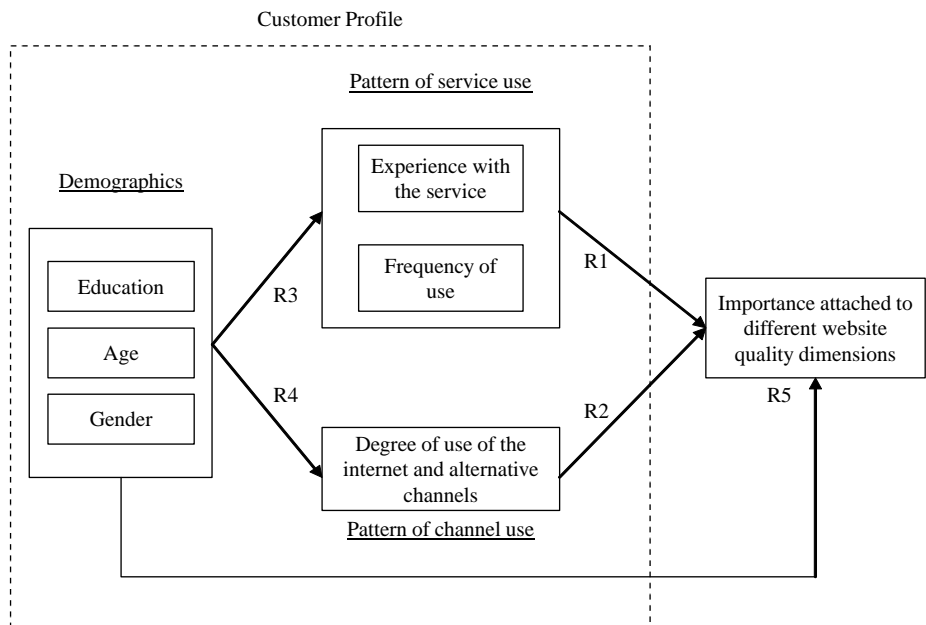 Customer Profile
Pattern of service use
Experience with
the service
Frequency of
use
Demographics
Education
Age
Gender
R3
R4
R1
R2
Degree of use of the
internet and alternative
channels
Pattern of channel use
Importance attached to
different website
quality dimensions
R5